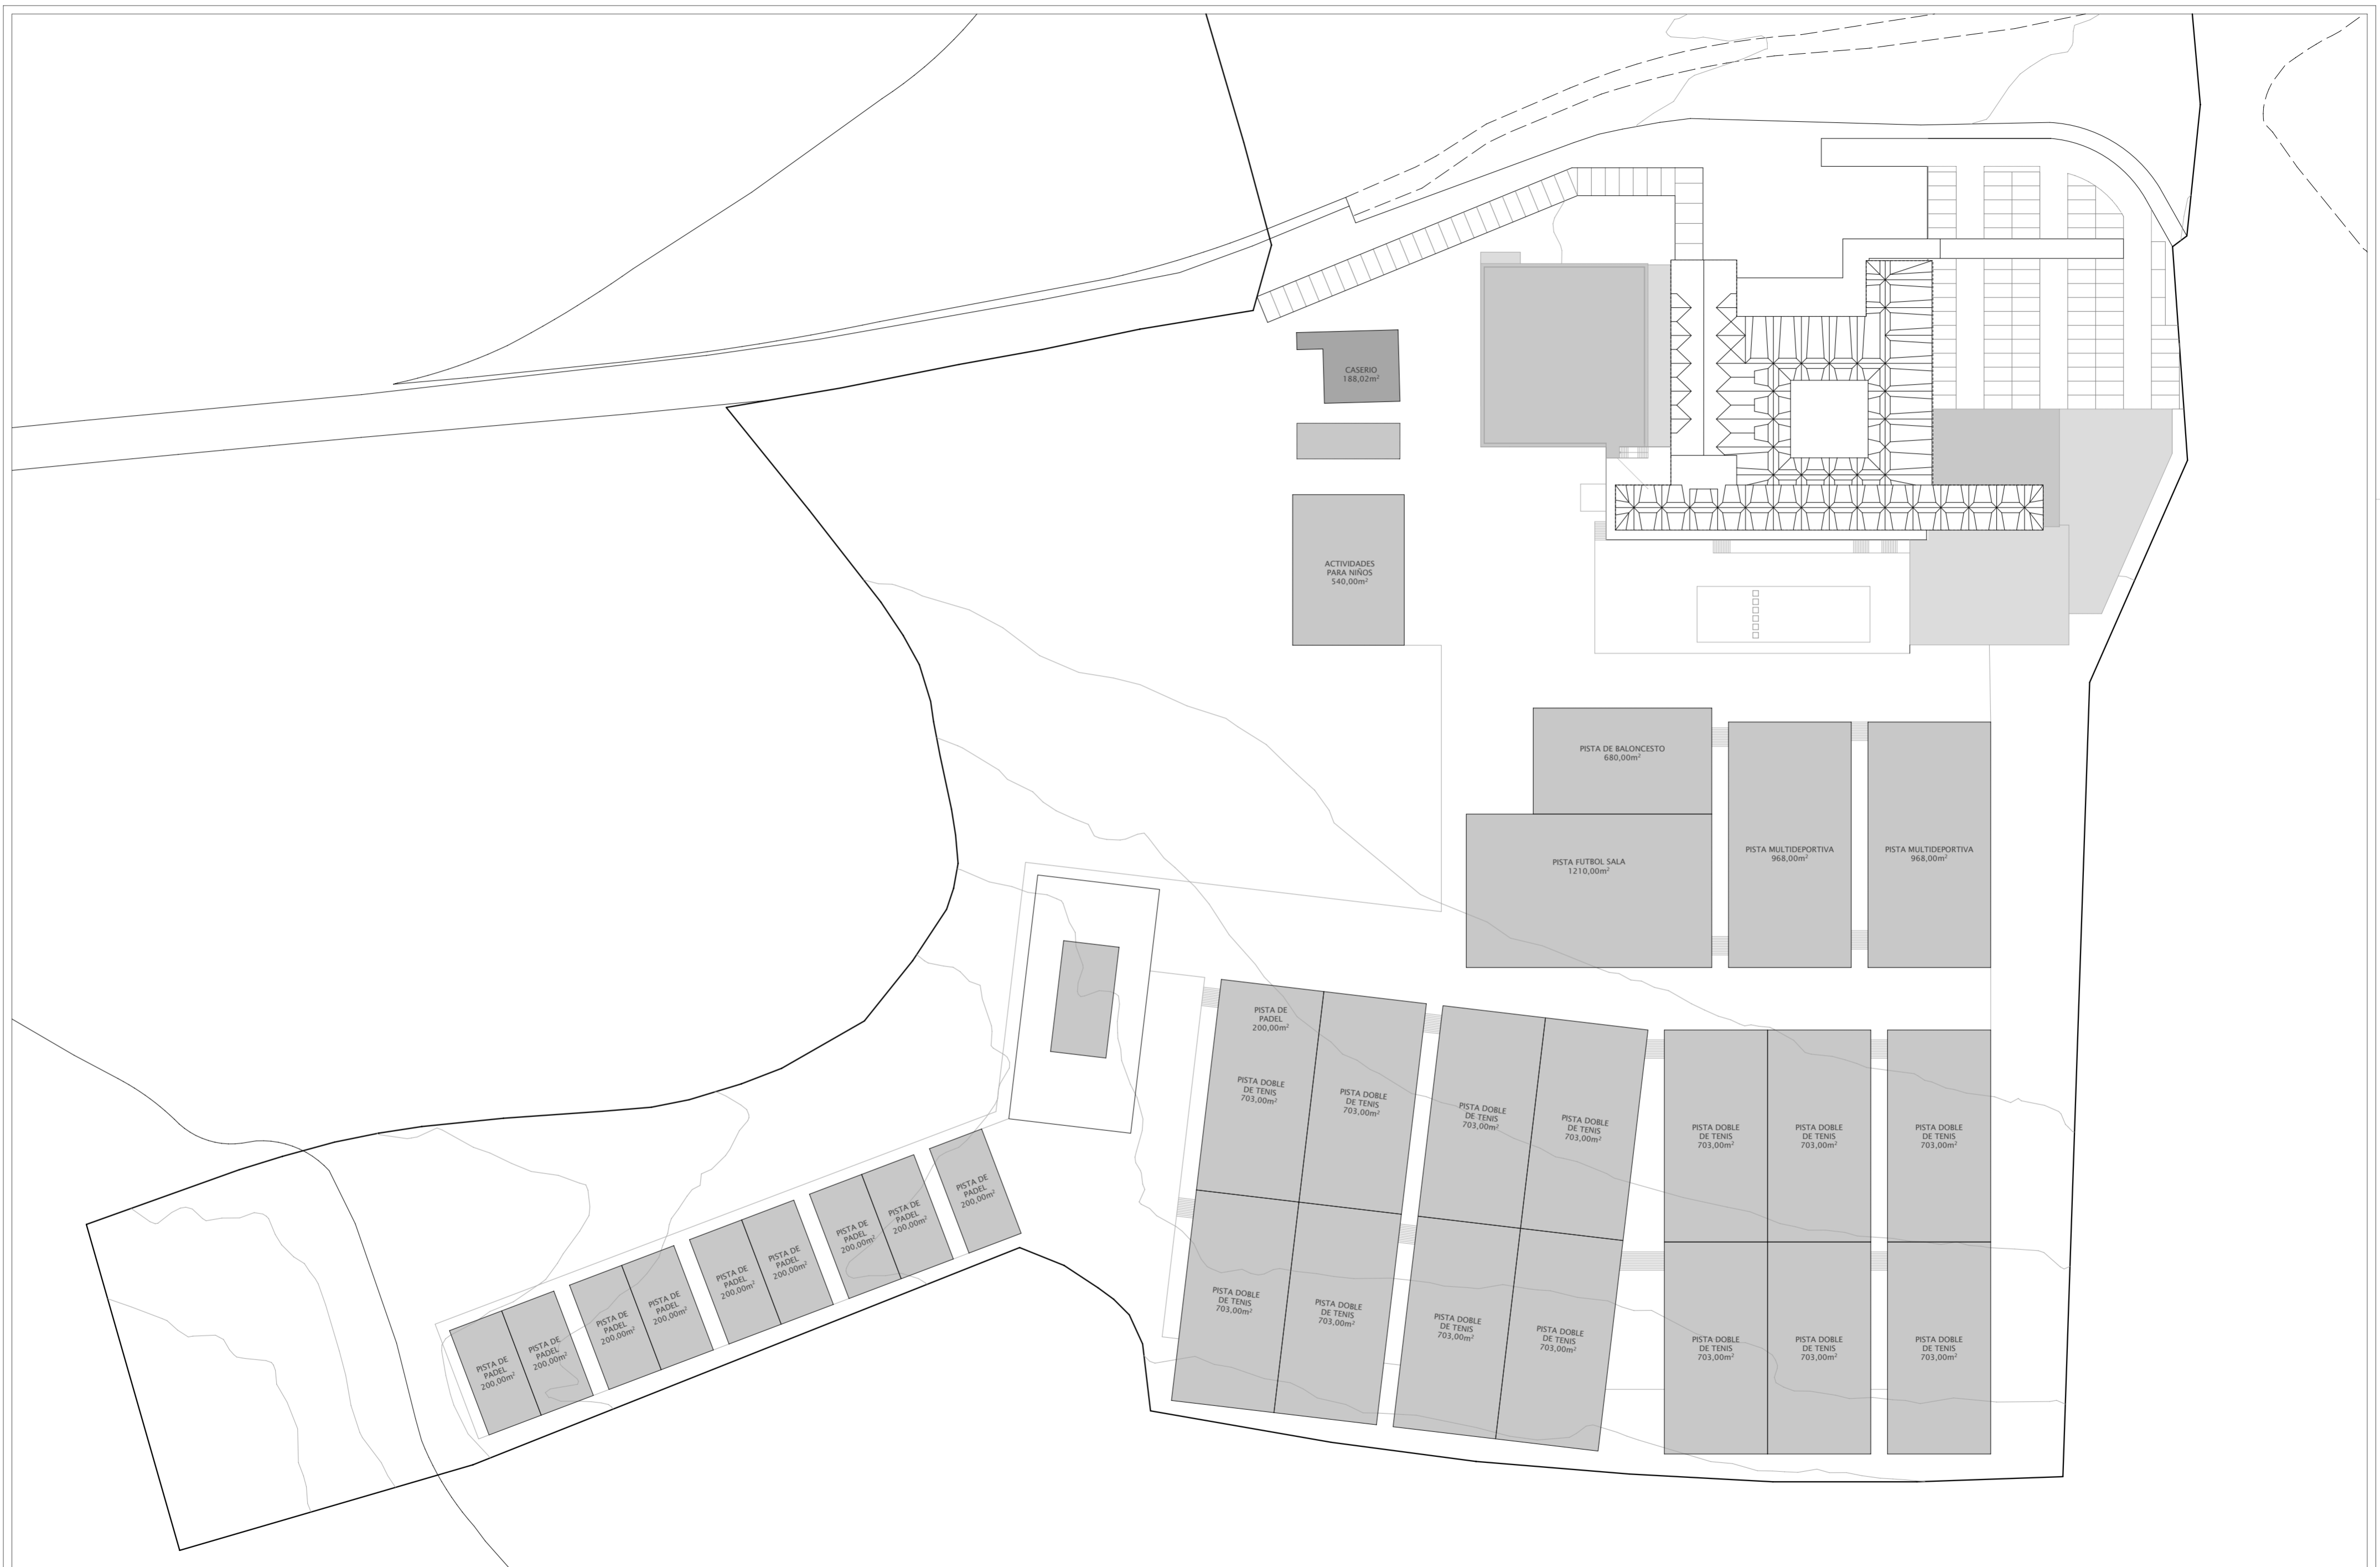 CASERIO
188,02m²
ACTIVIDADES
PARA NIÑOS
540,00m²
PISTA DE BALONCESTO
680,00m²
PISTA FUTBOL SALA
1210,00m²
PISTA MULTIDEPORTIVA
968,00m²
PISTA MULTIDEPORTIVA
968,00m²
PISTA DE
PADEL
200,00m²
PISTA DOBLE
DE TENIS
703,00m²
PISTA DOBLE
DE TENIS
703,00m²
PISTA DOBLE
DE TENIS
703,00m²
PISTA DOBLE
DE TENIS
703,00m²
PISTA DOBLE
DE TENIS
703,00m²
PISTA DOBLE
DE TENIS
703,00m²
PISTA DOBLE
DE TENIS
703,00m²
PISTA DOBLE
DE TENIS
703,00m²
PISTA DOBLE
DE TENIS
703,00m²
PISTA DOBLE
DE TENIS
703,00m²
PISTA DOBLE
DE TENIS
703,00m²
PISTA DOBLE
DE TENIS
703,00m²
PISTA DOBLE
DE TENIS
703,00m²
PISTA DOBLE
DE TENIS
703,00m²
PISTA DE
PADEL
200,00m²
PISTA DE
PADEL
200,00m²
PISTA DE
PADEL
200,00m²
PISTA DE
PADEL
200,00m²
PISTA DE
PADEL
200,00m²
PISTA DE
PADEL
200,00m²
PISTA DE
PADEL
200,00m²
PISTA DE
PADEL
200,00m²
PISTA DE
PADEL
200,00m²